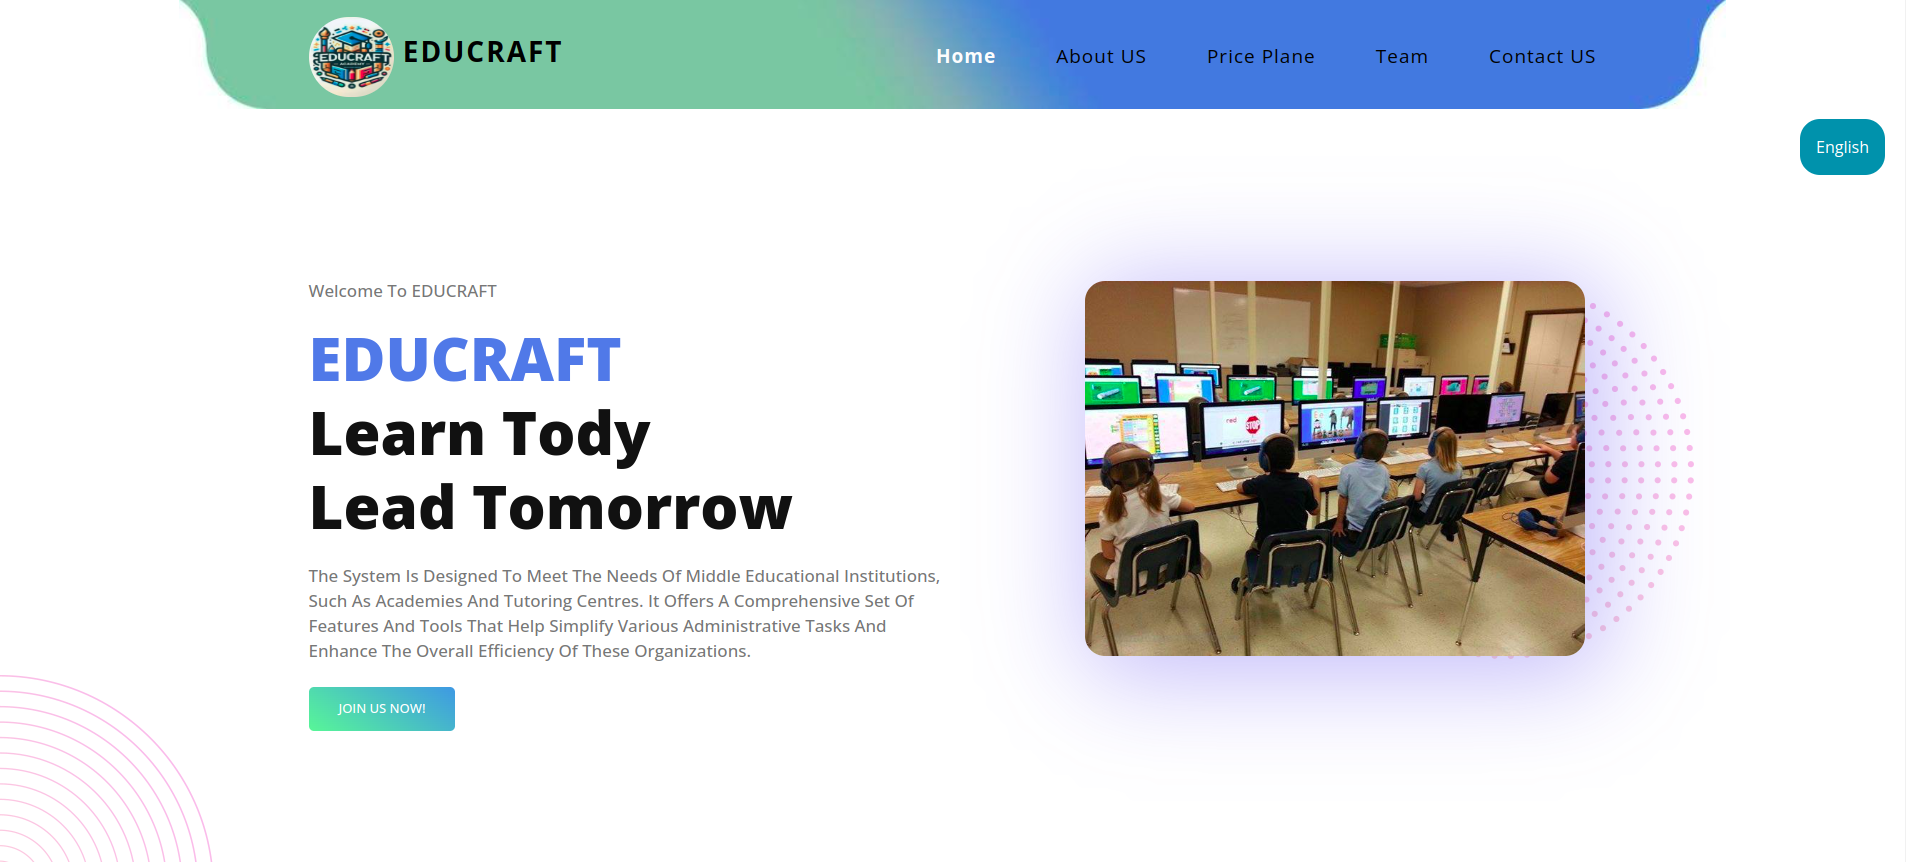 EDUCRAFT
ACADEMY
EDUCRAFT
Home
About US
Price Plane
Team
Contact US
English
Welcome To EDUCRAFT
EDUCRAFT
Learn Tody
Lead Tomorrow
The System Is Designed To Meet The Needs Of Middle Educational Institutions,
Such As Academies And Tutoring Centres. It Offers A Comprehensive Set Of
Features And Tools That Help Simplify Various Administrative Tasks And
Enhance The Overall Efficiency Of These Organizations.
JOIN US NOW!
red
STOP